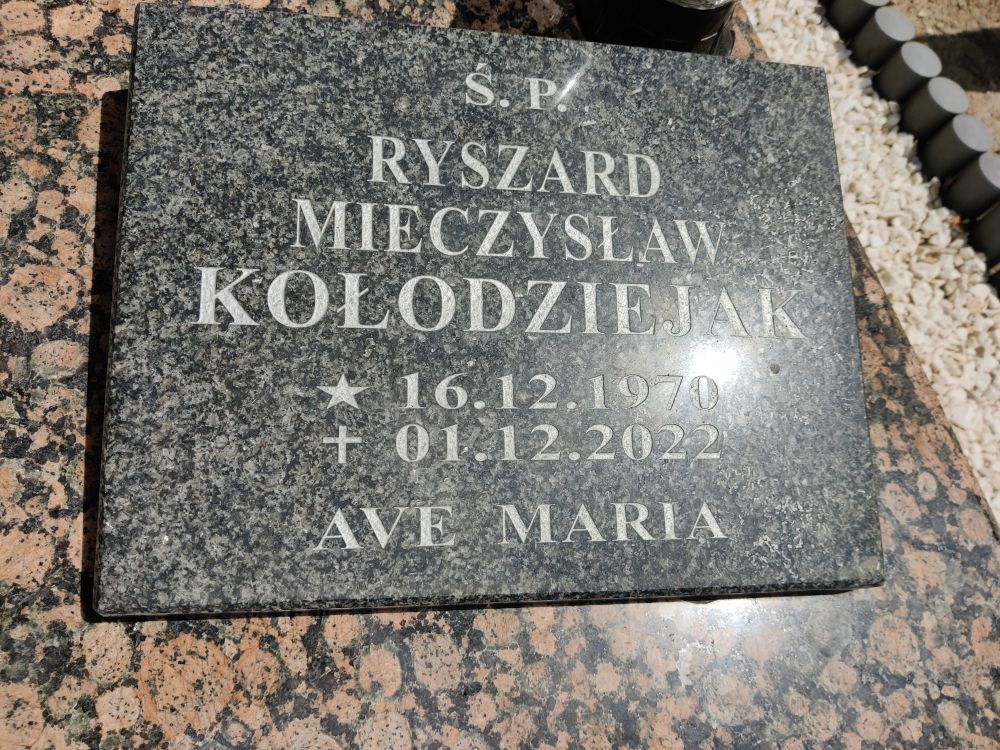 Ś. P.
RYSZARD
MIECZYSŁAW
KOŁODZIEJAK
★ 16.12.1970
✝ 01.12.2022
AVE MARIA